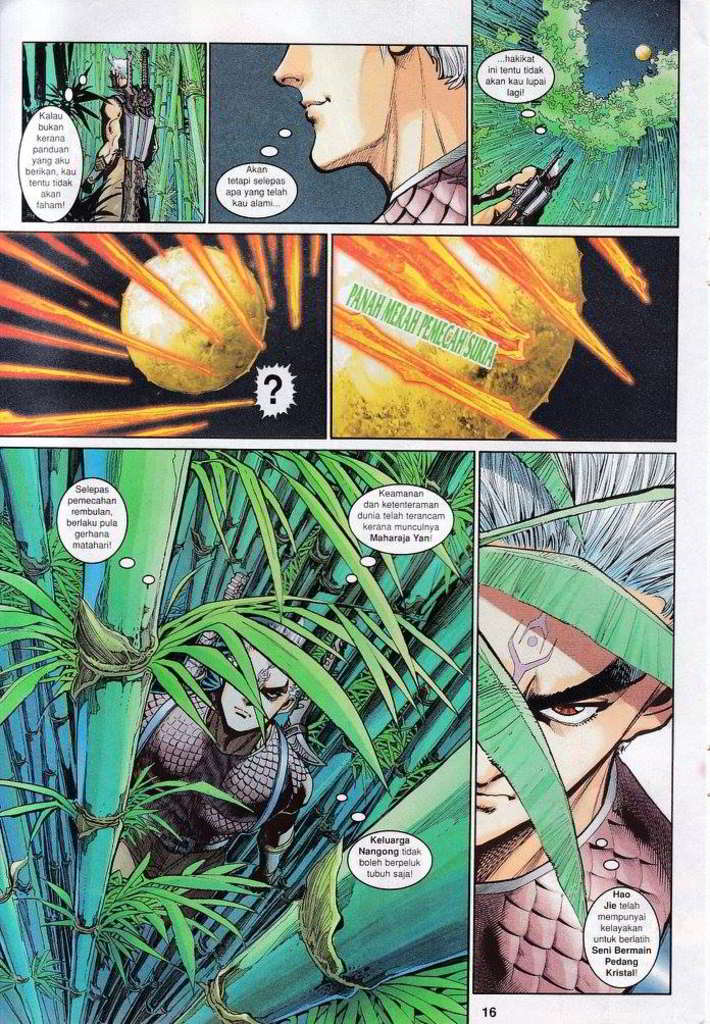 Kalau
bukan
kerana
panduan
yang aku
berikan, kau
tentu tidak
akan
faham!
Akan
tetapi selepas
apa yang telah
kau alami...
...hakikat
ini tentu tidak
akan kau lupai
lagi!
?
PANAH MERAH PEMEGAH SURIA
Selepas
pemecahan
rembulan,
berlaku pula
gerhana
matahari!
Keamanan
dan ketenteraman
dunia telah terancam
kerana munculnya
Maharaja Yan!
Keluarga
Nangong tidak
boleh berpeluk
tubuh saja!
Hao
Jie telah
mempunyai
kelayakan
untuk berlatih
Seni Bermain
Pedang
Kristal!
16